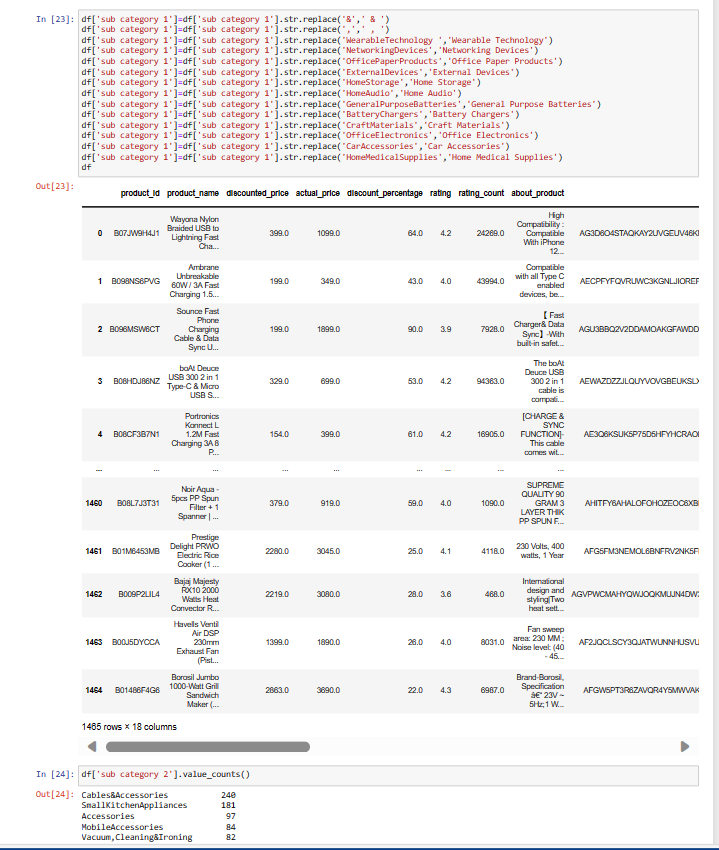 In [23]: df['sub category 1']=df['sub category 1'].str.replace('&',' & ')
df['sub category 1']=df['sub category 1'].str.replace(',',' , ')
df['sub category 1']=df['sub category 1'].str.replace('WearableTechnology ','Wearable Technology')
df['sub category 1']=df['sub category 1'].str.replace('NetworkingDevices','Networking Devices')
df['sub category 1']=df['sub category 1'].str.replace('OfficePaperProducts','Office Paper Products')
df['sub category 1']=df['sub category 1'].str.replace('ExternalDevices','External Devices')
df['sub category 1']=df['sub category 1'].str.replace('HomeStorage','Home Storage')
df['sub category 1']=df['sub category 1'].str.replace('HomeAudio','Home Audio')
df['sub category 1']=df['sub category 1'].str.replace('GeneralPurposeBatteries','General Purpose Batteries')
df['sub category 1']=df['sub category 1'].str.replace('BatteryChargers','Battery Chargers')
df['sub category 1']=df['sub category 1'].str.replace('CraftMaterials','Craft Materials')
df['sub category 1']=df['sub category 1'].str.replace('OfficeElectronics','Office Electronics')
df['sub category 1']=df['sub category 1'].str.replace('CarAccessories','Car Accessories')
df['sub category 1']=df['sub category 1'].str.replace('HomeMedicalSupplies','Home Medical Supplies')
df
Out[23]:
product_id product_name discounted_price actual_price discount_percentage rating rating_count about_product
Wayona Nylon
Braided USB to
Lightning Fast
Cha...
0 B07JW9H4J1 399.0 1099.0 64.0 4.2 24269.0
High
Compatibility :
Compatible
With iPhone
12...
AG3D6O4STAQKAY2UVGEUV46K
Ambrane
Unbreakable
60W / 3A Fast
Charging 1.5...
1 B098NS6PVG 199.0 349.0 43.0 4.0 43994.0
Compatible
with all Type C
enabled
devices, be...
AECPFYFQVRUWC3KGNLJIOREF
Sounce Fast
Phone
Charging
Cable & Data
Sync U...
2 B096MSW6CT 199.0 1899.0 90.0 3.9 7928.0
【 Fast
Charger& Data
Sync】-With
built-in safet...
AGU3BBQ2V2DDAMOAKGFAWDD
boAt Deuce
USB 300 2 in 1
Type-C & Micro
USB S...
3 B08HDJ86NZ 329.0 699.0 53.0 4.2 94363.0
The boAt
Deuce USB
300 2 in 1
cable is
compati...
AEWAZDZZJLQUYVOVGBEUKSLX
Portronics
Konnect L
1.2M Fast
Charging 3A 8
P...
4 B08CF3B7N1 154.0 399.0 61.0 4.2 16905.0
[CHARGE &
SYNC
FUNCTION]-
This cable
comes wit...
AE3Q6KSUK5P75D5HFYHCRAO
... ... ... ... ... ... ... ... ...
Noir Aqua -
5pcs PP Spun
Filter + 1
Spanner | ...
1460 B08L7J3T31 379.0 919.0 59.0 4.0 1090.0
SUPREME
QUALITY 90
GRAM 3
LAYER THIK
PP SPUN F...
AHITFY6AHALOFOHOZEOC6XB
Prestige
Delight PRWO
Electric Rice
Cooker (1 ...
1461 B01M6453MB 2280.0 3045.0 25.0 4.1 4118.0
230 Volts, 400
watts, 1 Year
AFG5FM3NEMOL6BNFRV2NK5F
Bajaj Majesty
RX10 2000
Watts Heat
Convector R...
1462 B009P2LIL4 2219.0 3080.0 28.0 3.6 468.0
International
design and
styling|Two
heat sett...
AGVPWCMAHYQWJOQKMUJN4DW
Havells Ventil
Air DSP
230mm
Exhaust Fan
(Pist...
1463 B00J5DYCCA 1399.0 1890.0 26.0 4.0 8031.0
Fan sweep
area: 230 MM ;
Noise level: (40
- 45...
AF2JQCLSCY3QJATWUNNHUSVU
Borosil Jumbo
1000-Watt Grill
Sandwich
Maker (...
1464 B01486F4G6 2863.0 3690.0 22.0 4.3 6987.0
Brand-Borosil,
Specification
â€" 23V ~
5Hz;1 W...
AFGW5PT3R6ZAVQR4Y5MWVAK
1465 rows × 18 columns
In [24]: df['sub category 2'].value_counts()
Out[24]: Cables&Accessories 240
SmallKitchenAppliances 181
Accessories 97
MobileAccessories 84
Vacuum,Cleaning&Ironing 82